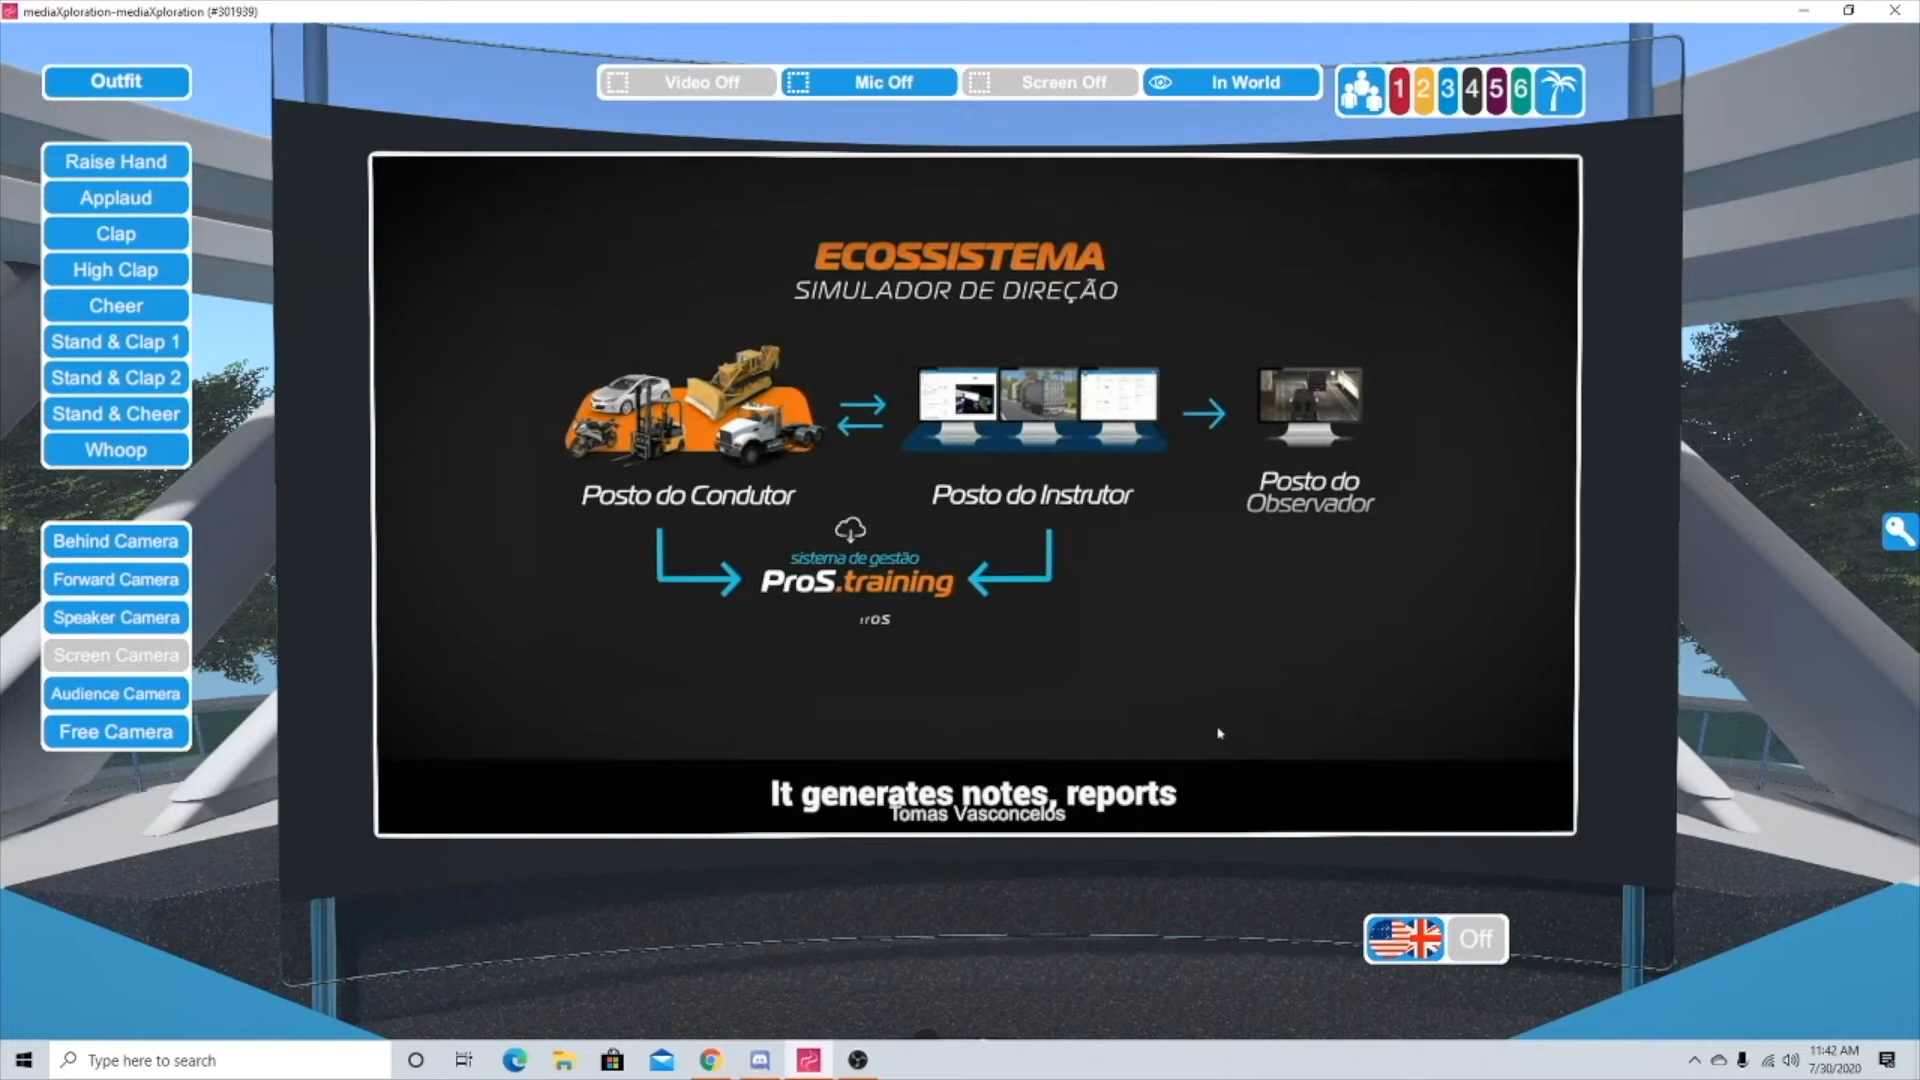 mediaXploration-mediaXploration (#301939)
Outfit
Video Off
Mic Off
Screen Off
In World
1 2 3 4 5 6
Raise Hand
Applaud
Clap
High Clap
Cheer
Stand & Clap 1
Stand & Clap 2
Stand & Cheer
Whoop
Behind Camera
Forward Camera
Speaker Camera
Screen Camera
Audience Camera
Free Camera
ECOSSISTEMA
SIMULADOR DE DIREÇÃO
Posto do Condutor
Posto do Instrutor
Posto do
Observador
sistema de gestão
ProS.training
It generates notes, reports
Tomas Vasconcelos
Off
Type here to search
11:42 AM
7/30/2020